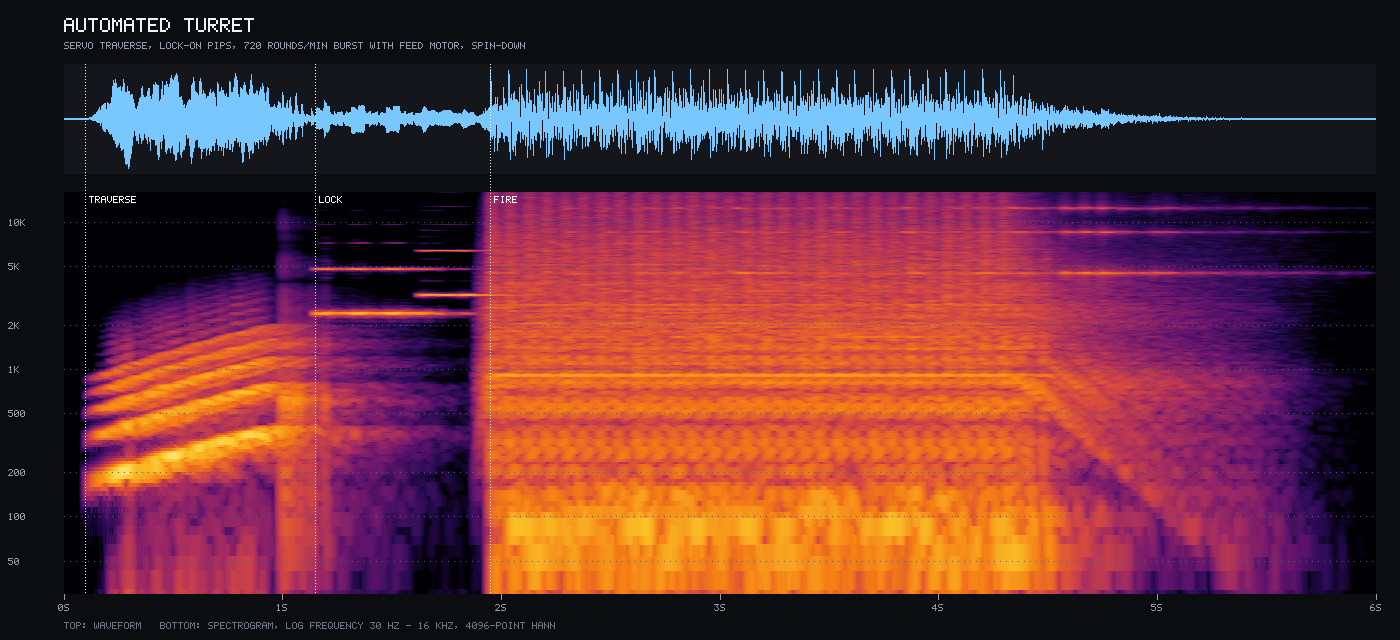 AUTOMATED TURRET
SERVO TRAVERSE, LOCK-ON PIPS, 720 ROUNDS/MIN BURST WITH FEED MOTOR, SPIN-DOWN
TRAVERSE LOCK FIRE
10K
5K
2K
1K
500
200
100
50
0S 1S 2S 3S 4S 5S 6S
TOP: WAVEFORM BOTTOM: SPECTROGRAM, LOG FREQUENCY 30 HZ - 16 KHZ, 4096-POINT HANN